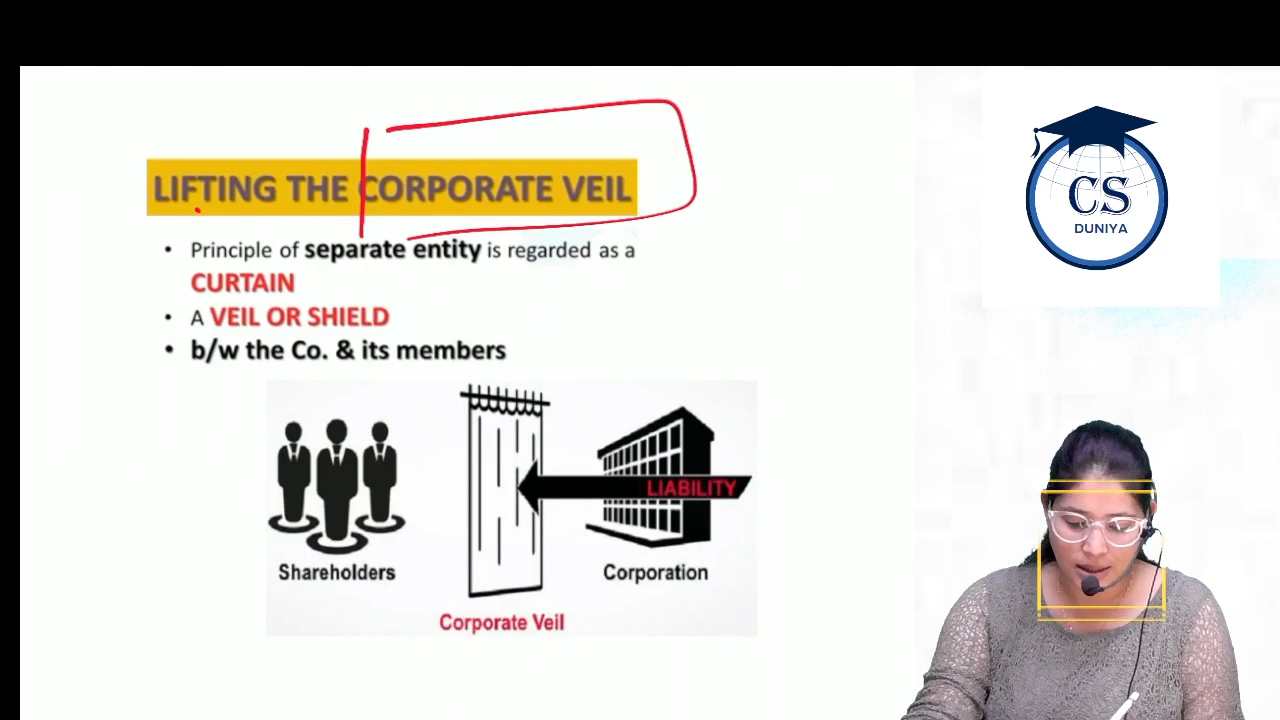 CS
DUNIYA
LIFTING THE CORPORATE VEIL
• Principle of separate entity is regarded as a
CURTAIN
• A VEIL OR SHIELD
• b/w the Co. & its members
LIABILITY
Shareholders
Corporation
Corporate Veil